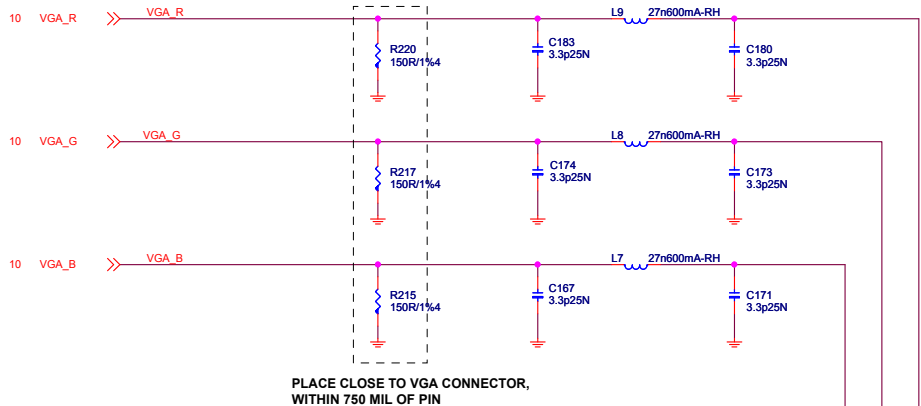 10 VGA_R VGA_R L9 27n600mA-RH
R220
150R/1%4
C183
3.3p25N
C180
3.3p25N
10 VGA_G VGA_G L8 27n600mA-RH
R217
150R/1%4
C174
3.3p25N
C173
3.3p25N
10 VGA_B VGA_B L7 27n600mA-RH
R215
150R/1%4
C167
3.3p25N
C171
3.3p25N
PLACE CLOSE TO VGA CONNECTOR,
WITHIN 750 MIL OF PIN